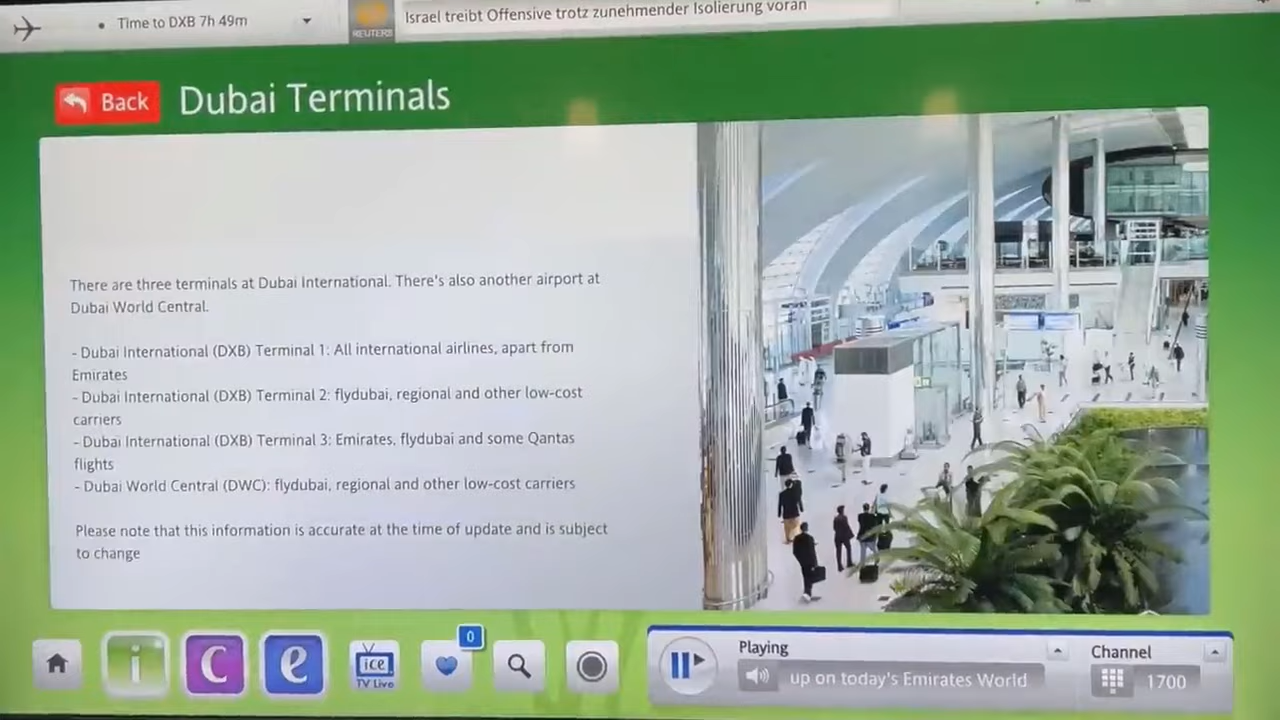 Time to DXB 7h 49m
REUTERS
Israel treibt Offensive trotz zunehmender Isolierung voran
Back
Dubai Terminals
There are three terminals at Dubai International. There's also another airport at
Dubai World Central.
- Dubai International (DXB) Terminal 1: All international airlines, apart from
Emirates
- Dubai International (DXB) Terminal 2: flydubai, regional and other low-cost
carriers
- Dubai International (DXB) Terminal 3: Emirates, flydubai and some Qantas
flights
- Dubai World Central (DWC): flydubai, regional and other low-cost carriers
Please note that this information is accurate at the time of update and is subject
to change
i
C
e
ice
TV Live
0
Playing
up on today's Emirates World
Channel
1700